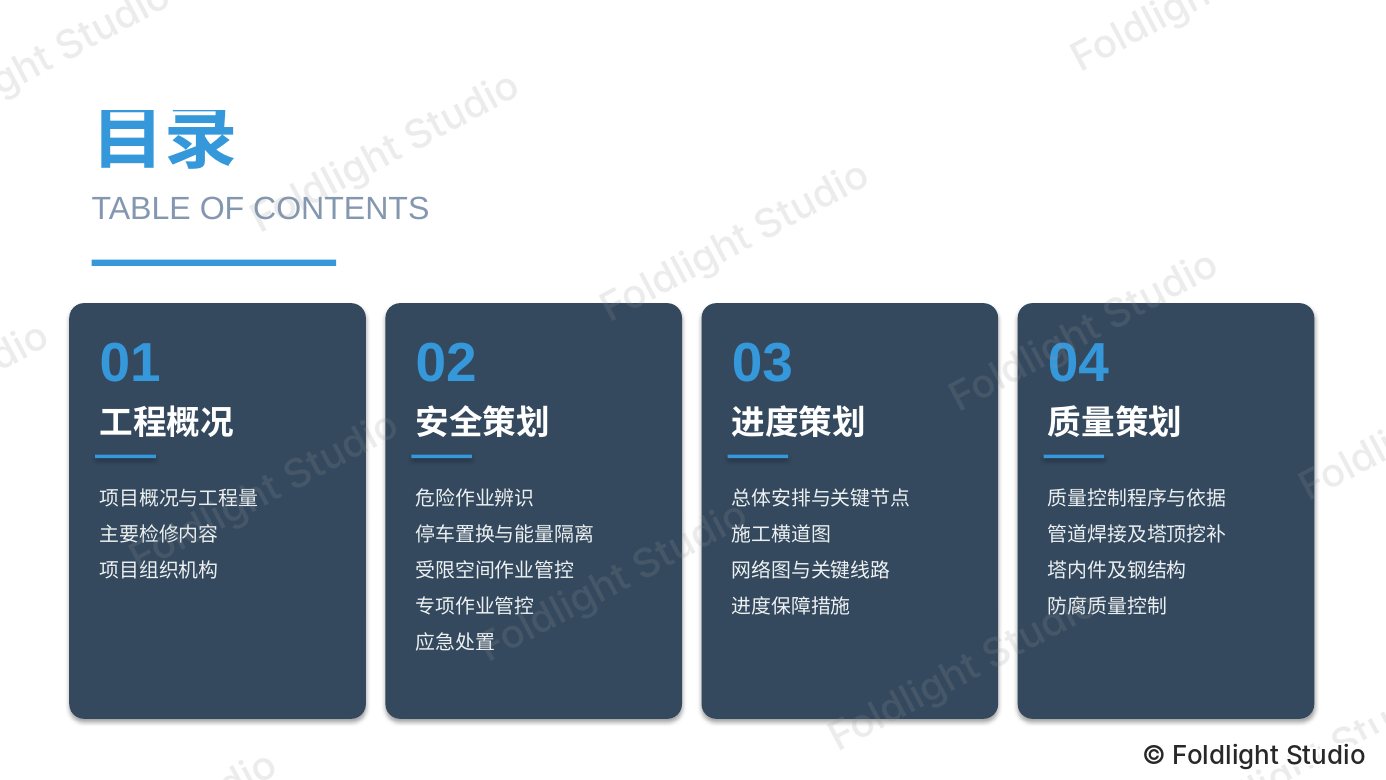 目录
TABLE OF CONTENTS
01
工程概况
项目概况与工程量
主要检修内容
项目组织机构
02
安全策划
危险作业辨识
停车置换与能量隔离
受限空间作业管控
专项作业管控
应急处置
03
进度策划
总体安排与关键节点
施工横道图
网络图与关键线路
进度保障措施
04
质量策划
质量控制程序与依据
管道焊接及塔顶挖补
塔内件及钢结构
防腐质量控制
© Foldlight Studio
Foldlight Studio